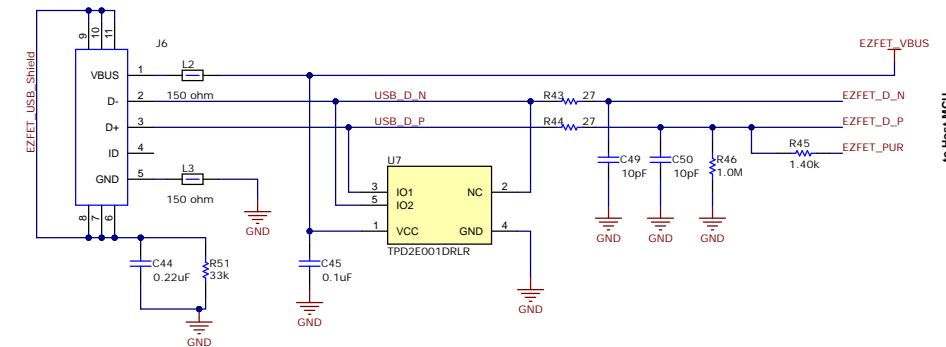 9
10
11
J6
EZFET_VBUS
EZFET_USB_Shield
VBUS
1
L2
150 ohm
D-
2
USB_D_N
R43
27
EZFET_D_N
D+
3
USB_D_P
R44
27
EZFET_D_P
ID
4
R45
1.40k
EZFET_PUR
GND
5
L3
150 ohm
GND
U7
3
IO1
NC
2
5
IO2
1
VCC
GND
4
TPD2E001DRLR
C49
10pF
C50
10pF
R46
1.0M
GND
GND
GND
8
7
6
C44
0.22uF
R51
33k
GND
C45
0.1uF
GND
GND